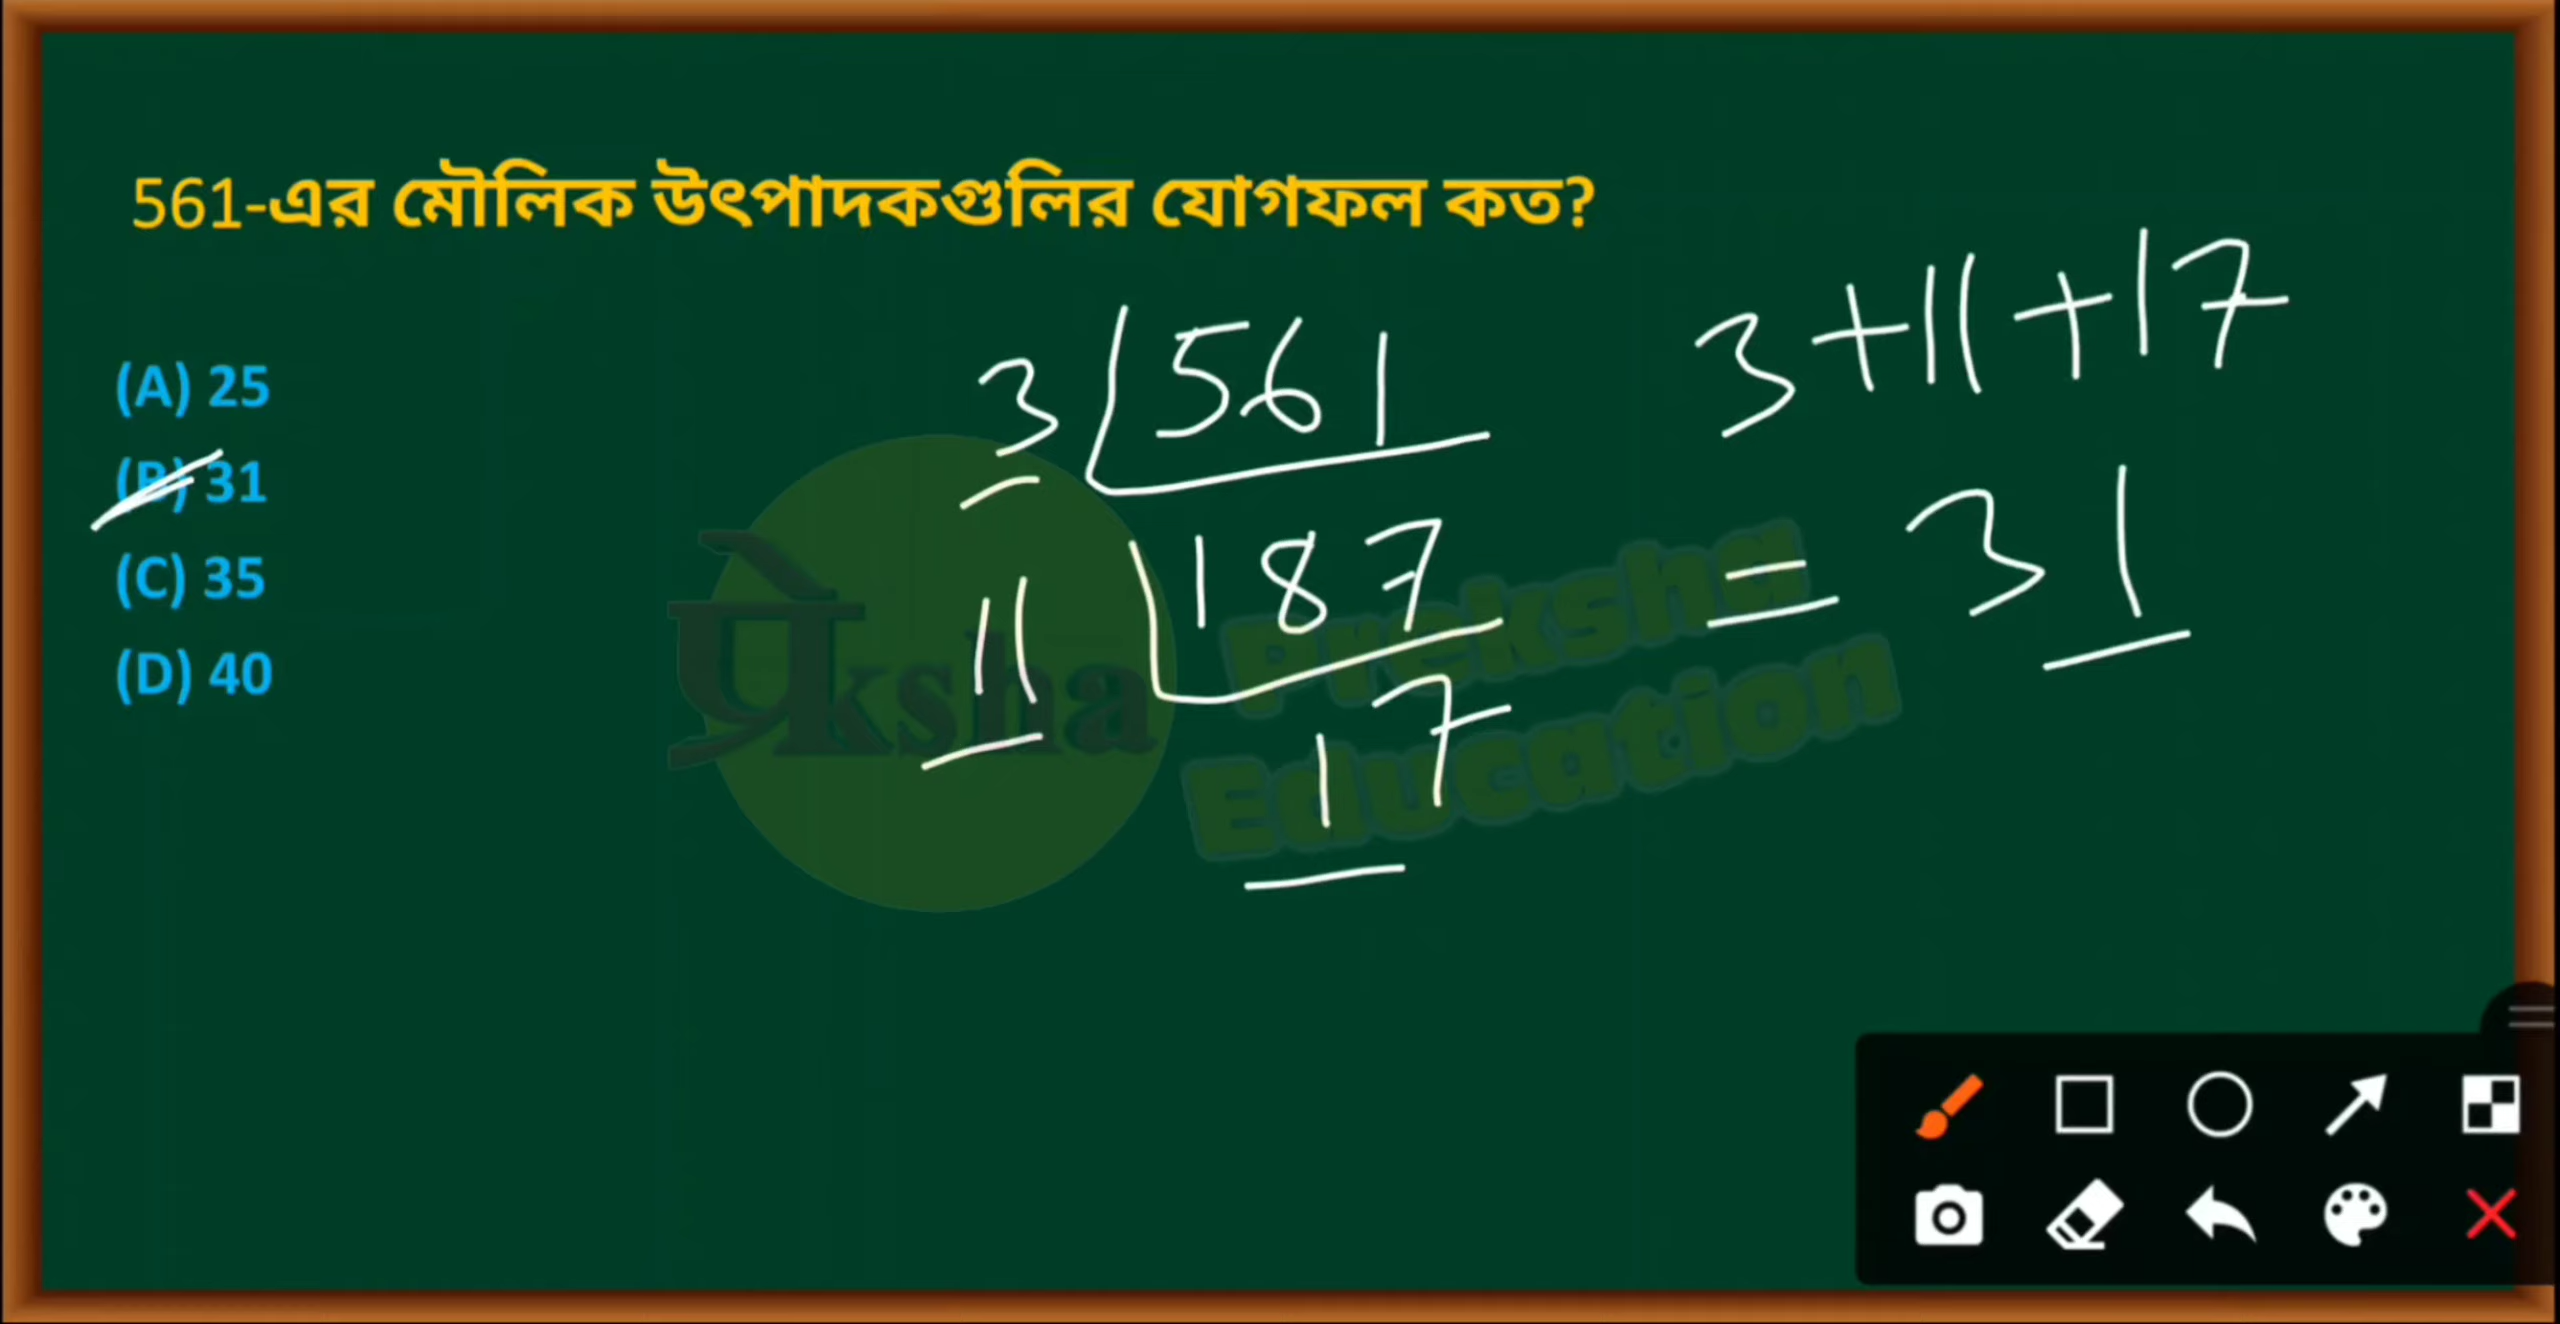 561-এর মৌলিক উৎপাদকগুলির যোগফল কত?
(A) 25
(B) 31
(C) 35
(D) 40
3 561
11 187
17
3+11+17
= 31
प्रेksha
Preksha
Education